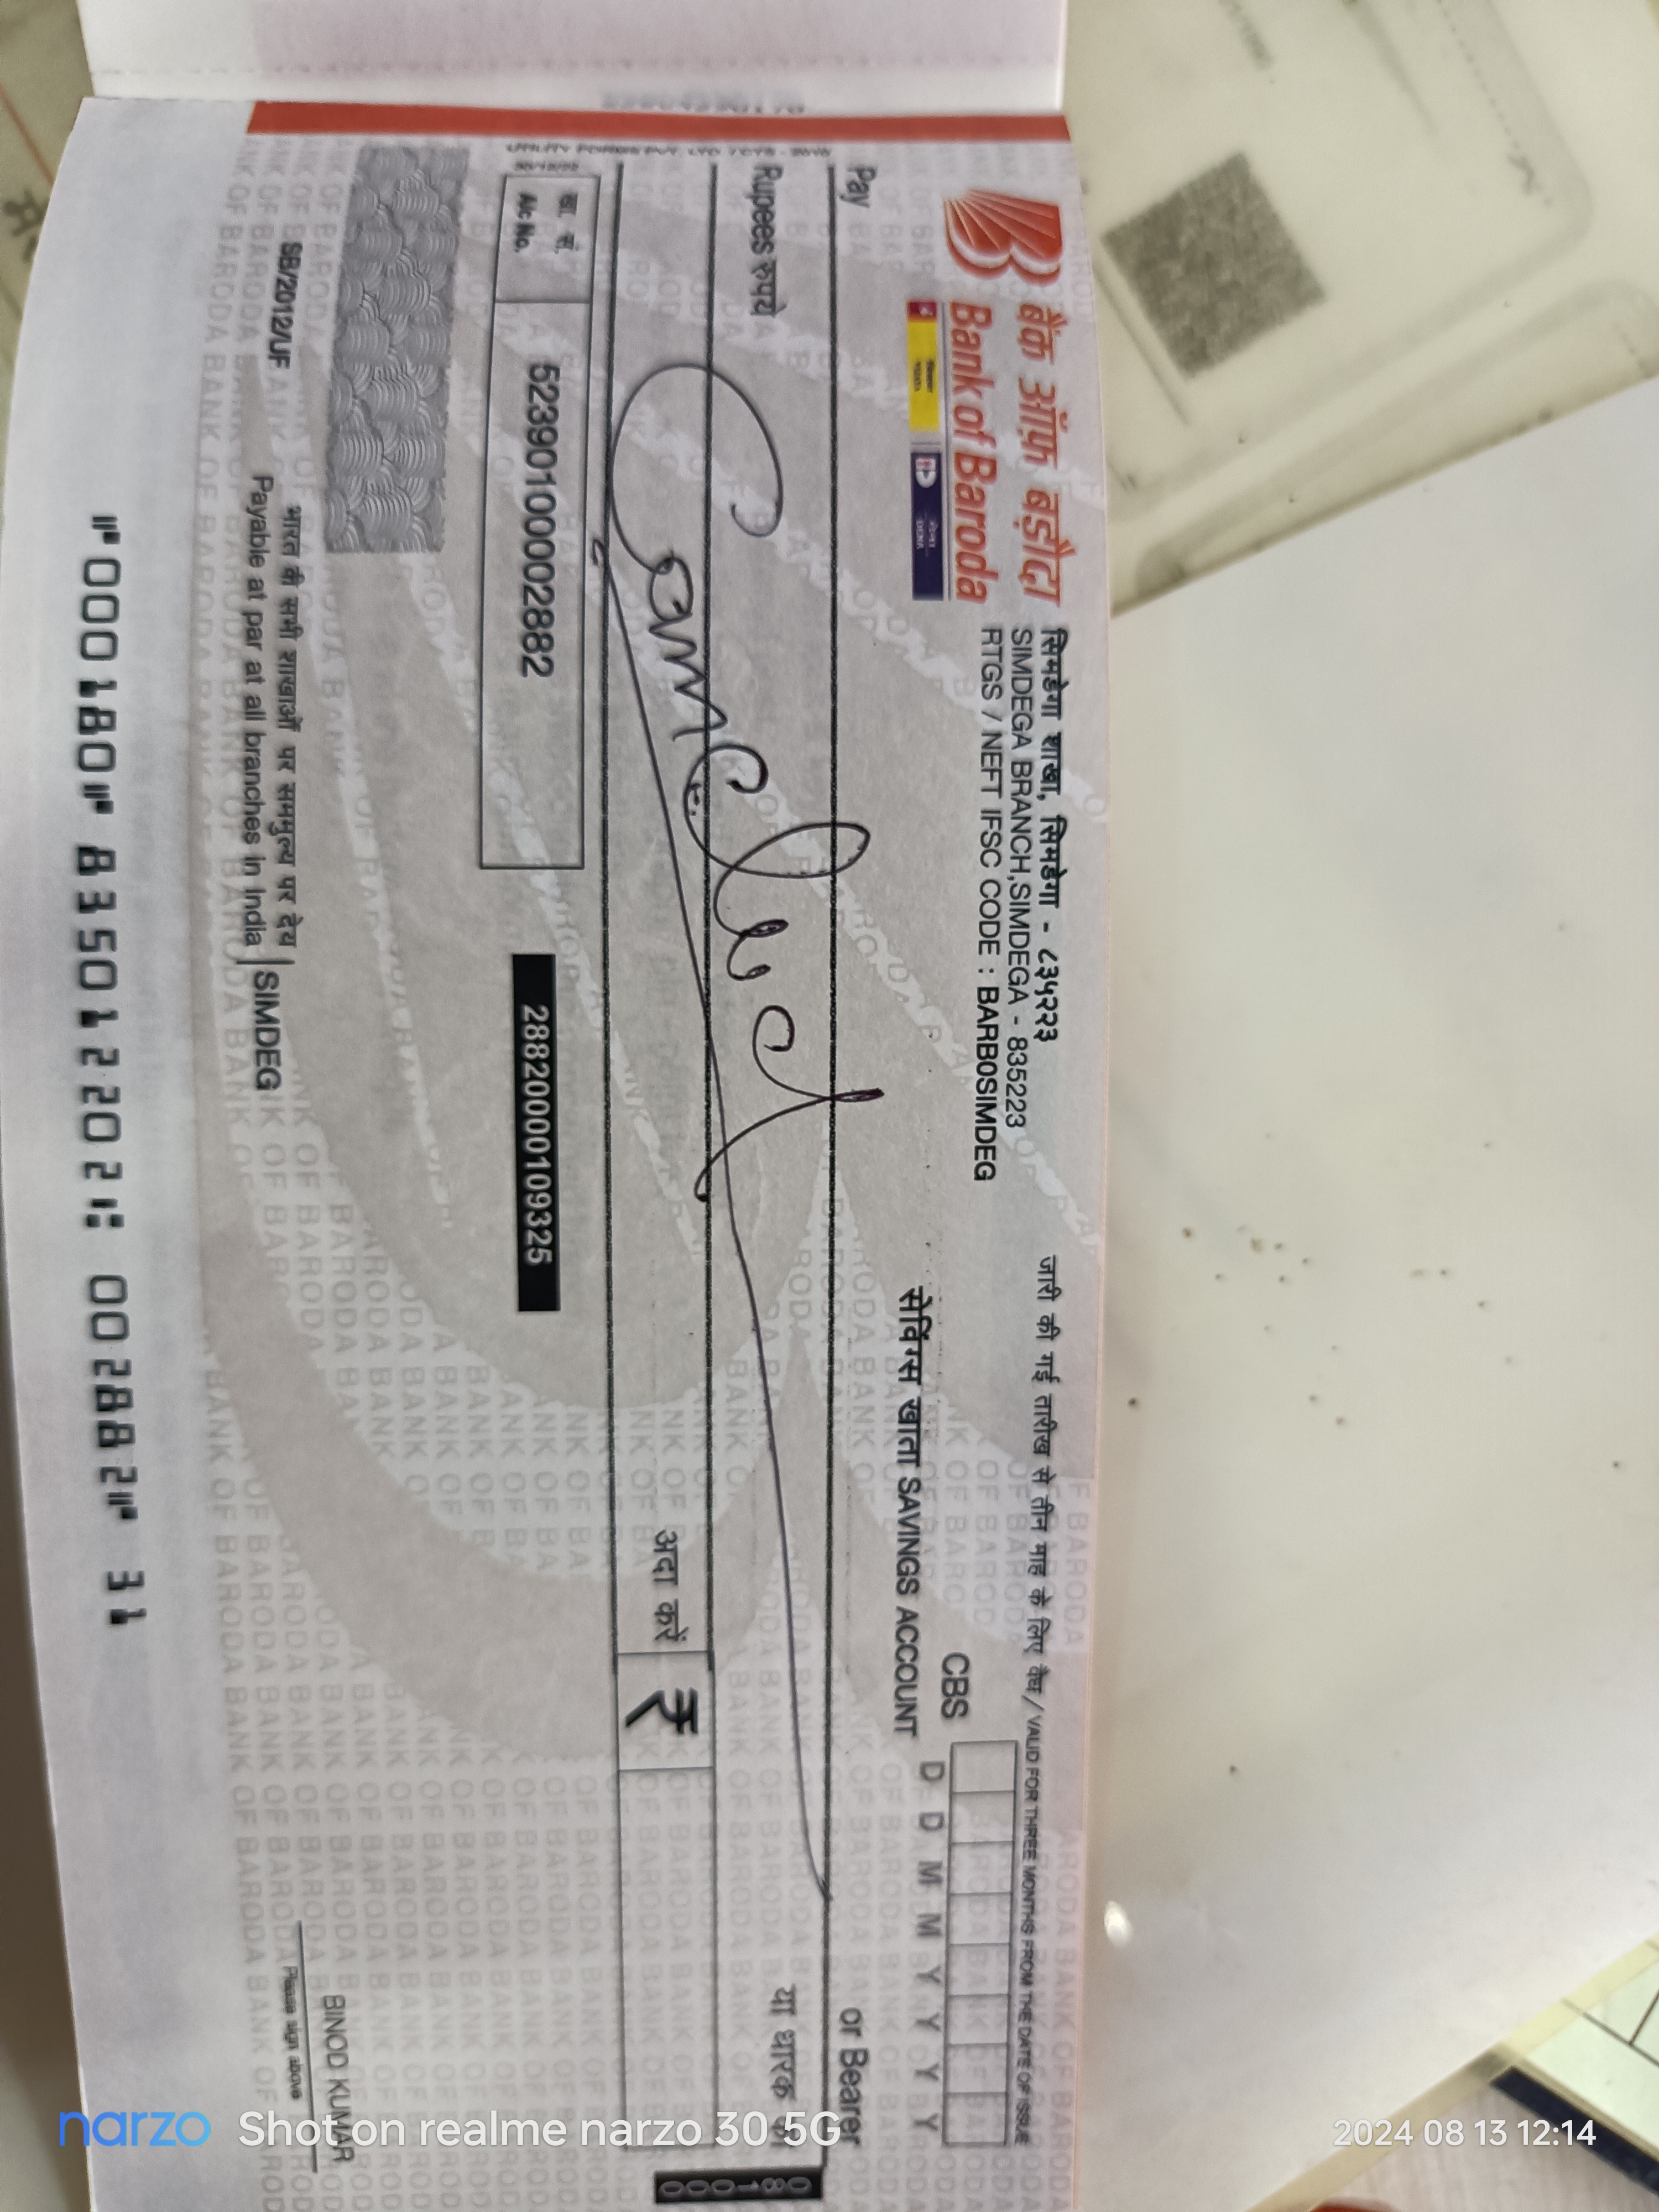 बैंक ऑफ़ बड़ौदा
Bank of Baroda
सिमडेगा शाखा, सिमडेगा - ८३५२२३
SIMDEGA BRANCH,SIMDEGA - 835223
RTGS / NEFT IFSC CODE : BARB0SIMDEG
जारी की गई तारीख से तीन माह के लिए वैध / VALID FOR THREE MONTHS FROM THE DATE OF ISSUE
CBS
D D M M Y Y Y Y
सेविंग्स खाता SAVINGS ACCOUNT
Pay
or Bearer
Rupees रुपये
या धारक को
Cancelled
अदा करें ₹
खा. सं.
A/c No.
52390100002882
2882000109325
SB/2012/UF
भारत की सभी शाखाओं पर सममुल्य पर देय
Payable at par at all branches in India
SIMDEG
BINOD KUMAR
Please sign above
⑈000180⑈ 835012202⑆ 002882⑈ 31
narzo Shot on realme narzo 30 5G
2024 08 13 12:14